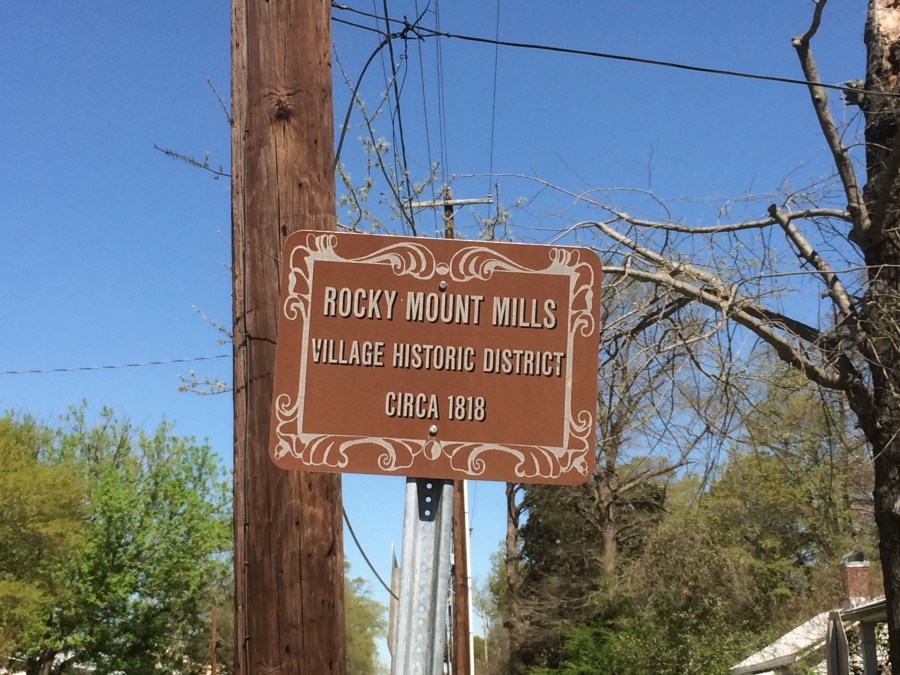 ROCKY MOUNT MILLS
VILLAGE HISTORIC DISTRICT
CIRCA 1818